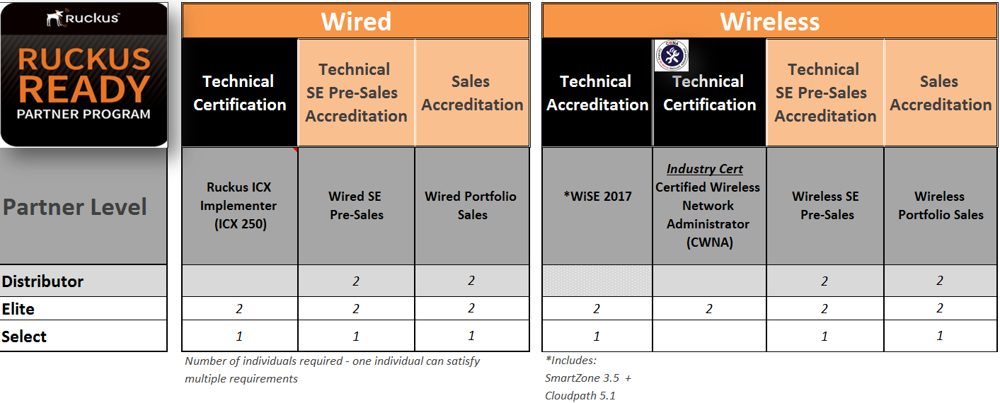 RUCKUS™
RUCKUS
READY
PARTNER PROGRAM
Wired
Wireless
Technical
Certification
Technical
SE Pre-Sales
Accreditation
Sales
Accreditation
Technical
Accreditation
CWNA
Technical
Certification
Technical
SE Pre-Sales
Accreditation
Sales
Accreditation
Partner Level
Ruckus ICX
Implementer
(ICX 250)
Wired SE
Pre-Sales
Wired Portfolio
Sales
*WiSE 2017
Industry Cert
Certified Wireless
Network
Administrator
(CWNA)
Wireless SE
Pre-Sales
Wireless
Portfolio Sales
Distributor 2 2 2 2
Elite 2 2 2 2 2 2 2
Select 1 1 1 1 1 1
Number of individuals required - one individual can satisfy
multiple requirements
*Includes:
SmartZone 3.5 +
Cloudpath 5.1